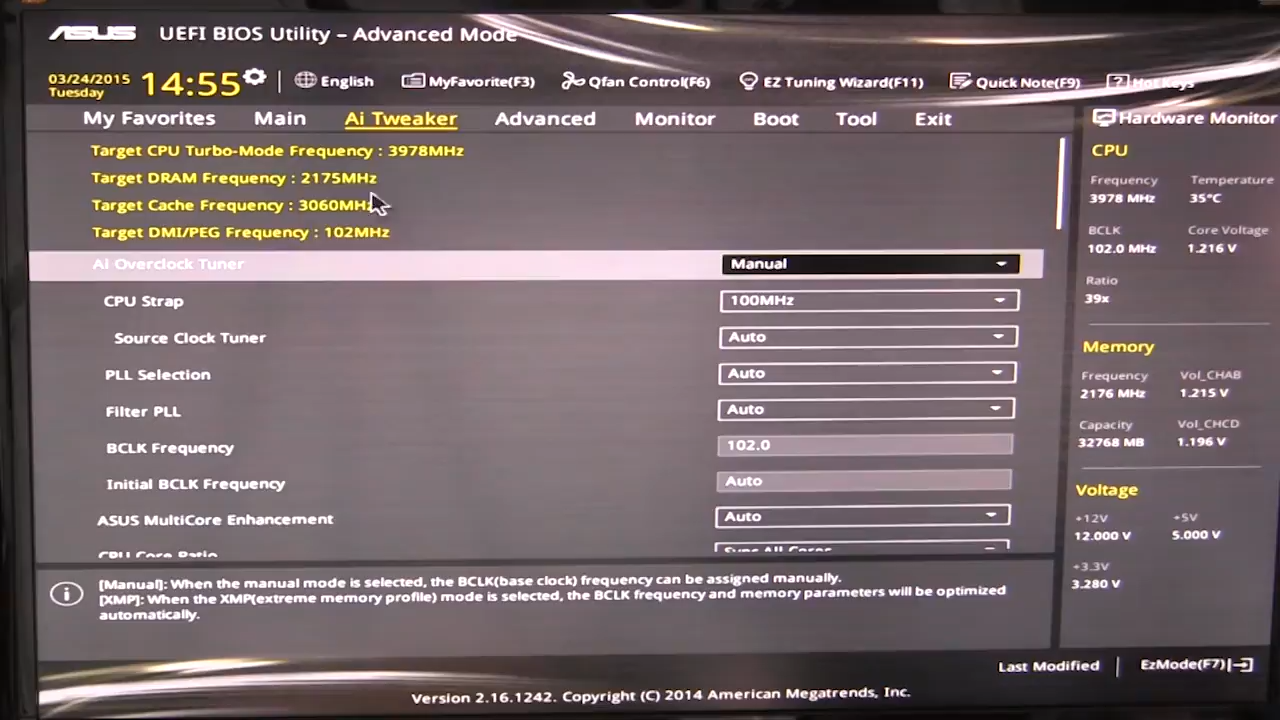 ASUS UEFI BIOS Utility – Advanced Mode
03/24/2015
Tuesday
14:55
English
MyFavorite(F3)
Qfan Control(F6)
EZ Tuning Wizard(F11)
Quick Note(F9)
Hot Keys
My Favorites
Main
Ai Tweaker
Advanced
Monitor
Boot
Tool
Exit
Target CPU Turbo-Mode Frequency : 3978MHz
Target DRAM Frequency : 2175MHz
Target Cache Frequency : 3060MHz
Target DMI/PEG Frequency : 102MHz
Ai Overclock Tuner Manual
CPU Strap 100MHz
Source Clock Tuner Auto
PLL Selection Auto
Filter PLL Auto
BCLK Frequency 102.0
Initial BCLK Frequency Auto
ASUS MultiCore Enhancement Auto
CPU Core Ratio Sync All Cores
[Manual]: When the manual mode is selected, the BCLK(base clock) frequency can be assigned manually.
[XMP]: When the XMP(extreme memory profile) mode is selected, the BCLK frequency and memory parameters will be optimized
automatically.
Hardware Monitor
CPU
Frequency Temperature
3978 MHz 35°C
BCLK Core Voltage
102.0 MHz 1.216 V
Ratio
39x
Memory
Frequency Vol_CHAB
2176 MHz 1.215 V
Capacity Vol_CHCD
32768 MB 1.196 V
Voltage
+12V +5V
12.000 V 5.000 V
+3.3V
3.280 V
Last Modified
EzMode(F7)
Version 2.16.1242. Copyright (C) 2014 American Megatrends, Inc.